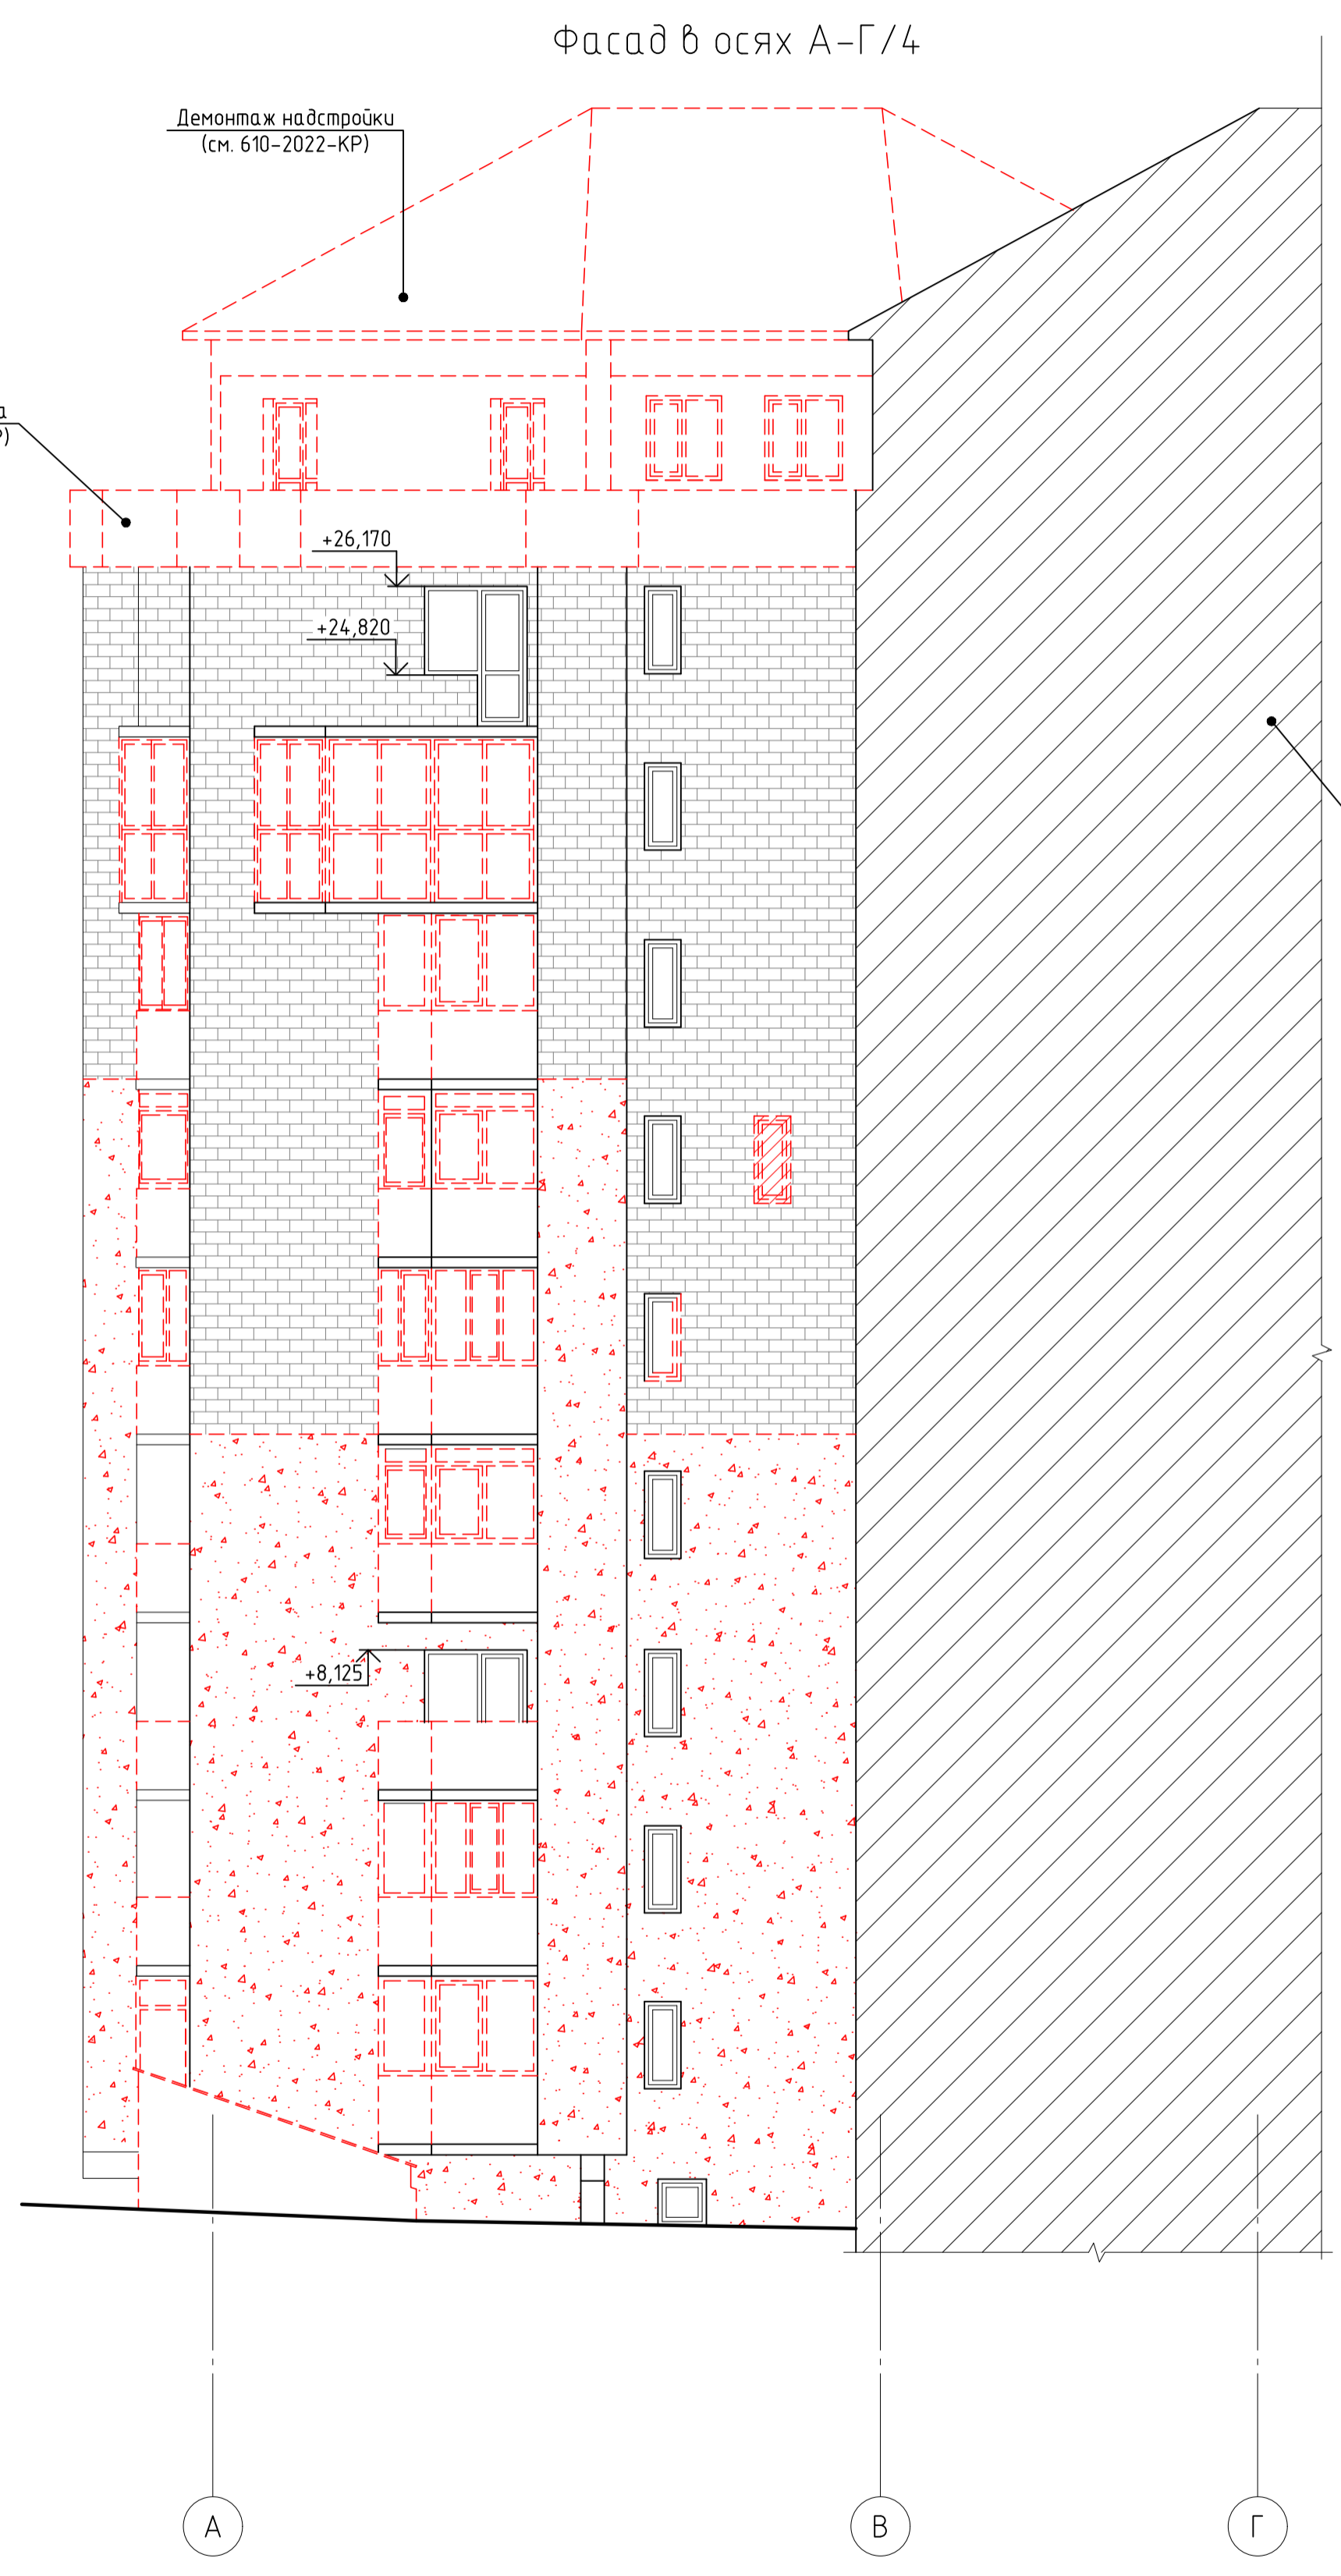 Фасад в осях А-Г/4
Демонтаж надстройки
(см. 610-2022-КР)
а
Р)
+26,170
+24,820
+8,125
А
В
Г